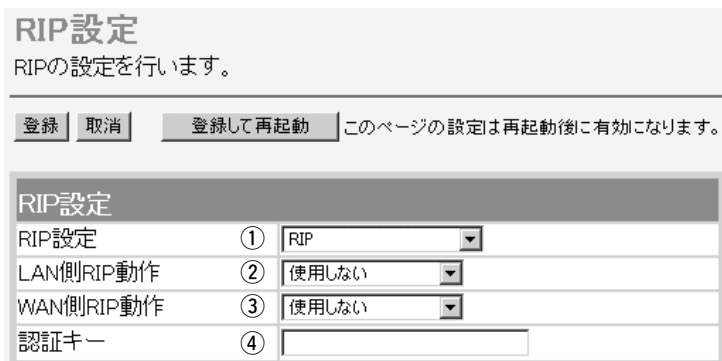 RIP設定
RIPの設定を行います。
登録 取消 登録して再起動 このページの設定は再起動後に有効になります。
RIP設定
RIP設定 ① RIP
LAN側RIP動作 ② 使用しない
WAN側RIP動作 ③ 使用しない
認証キー ④